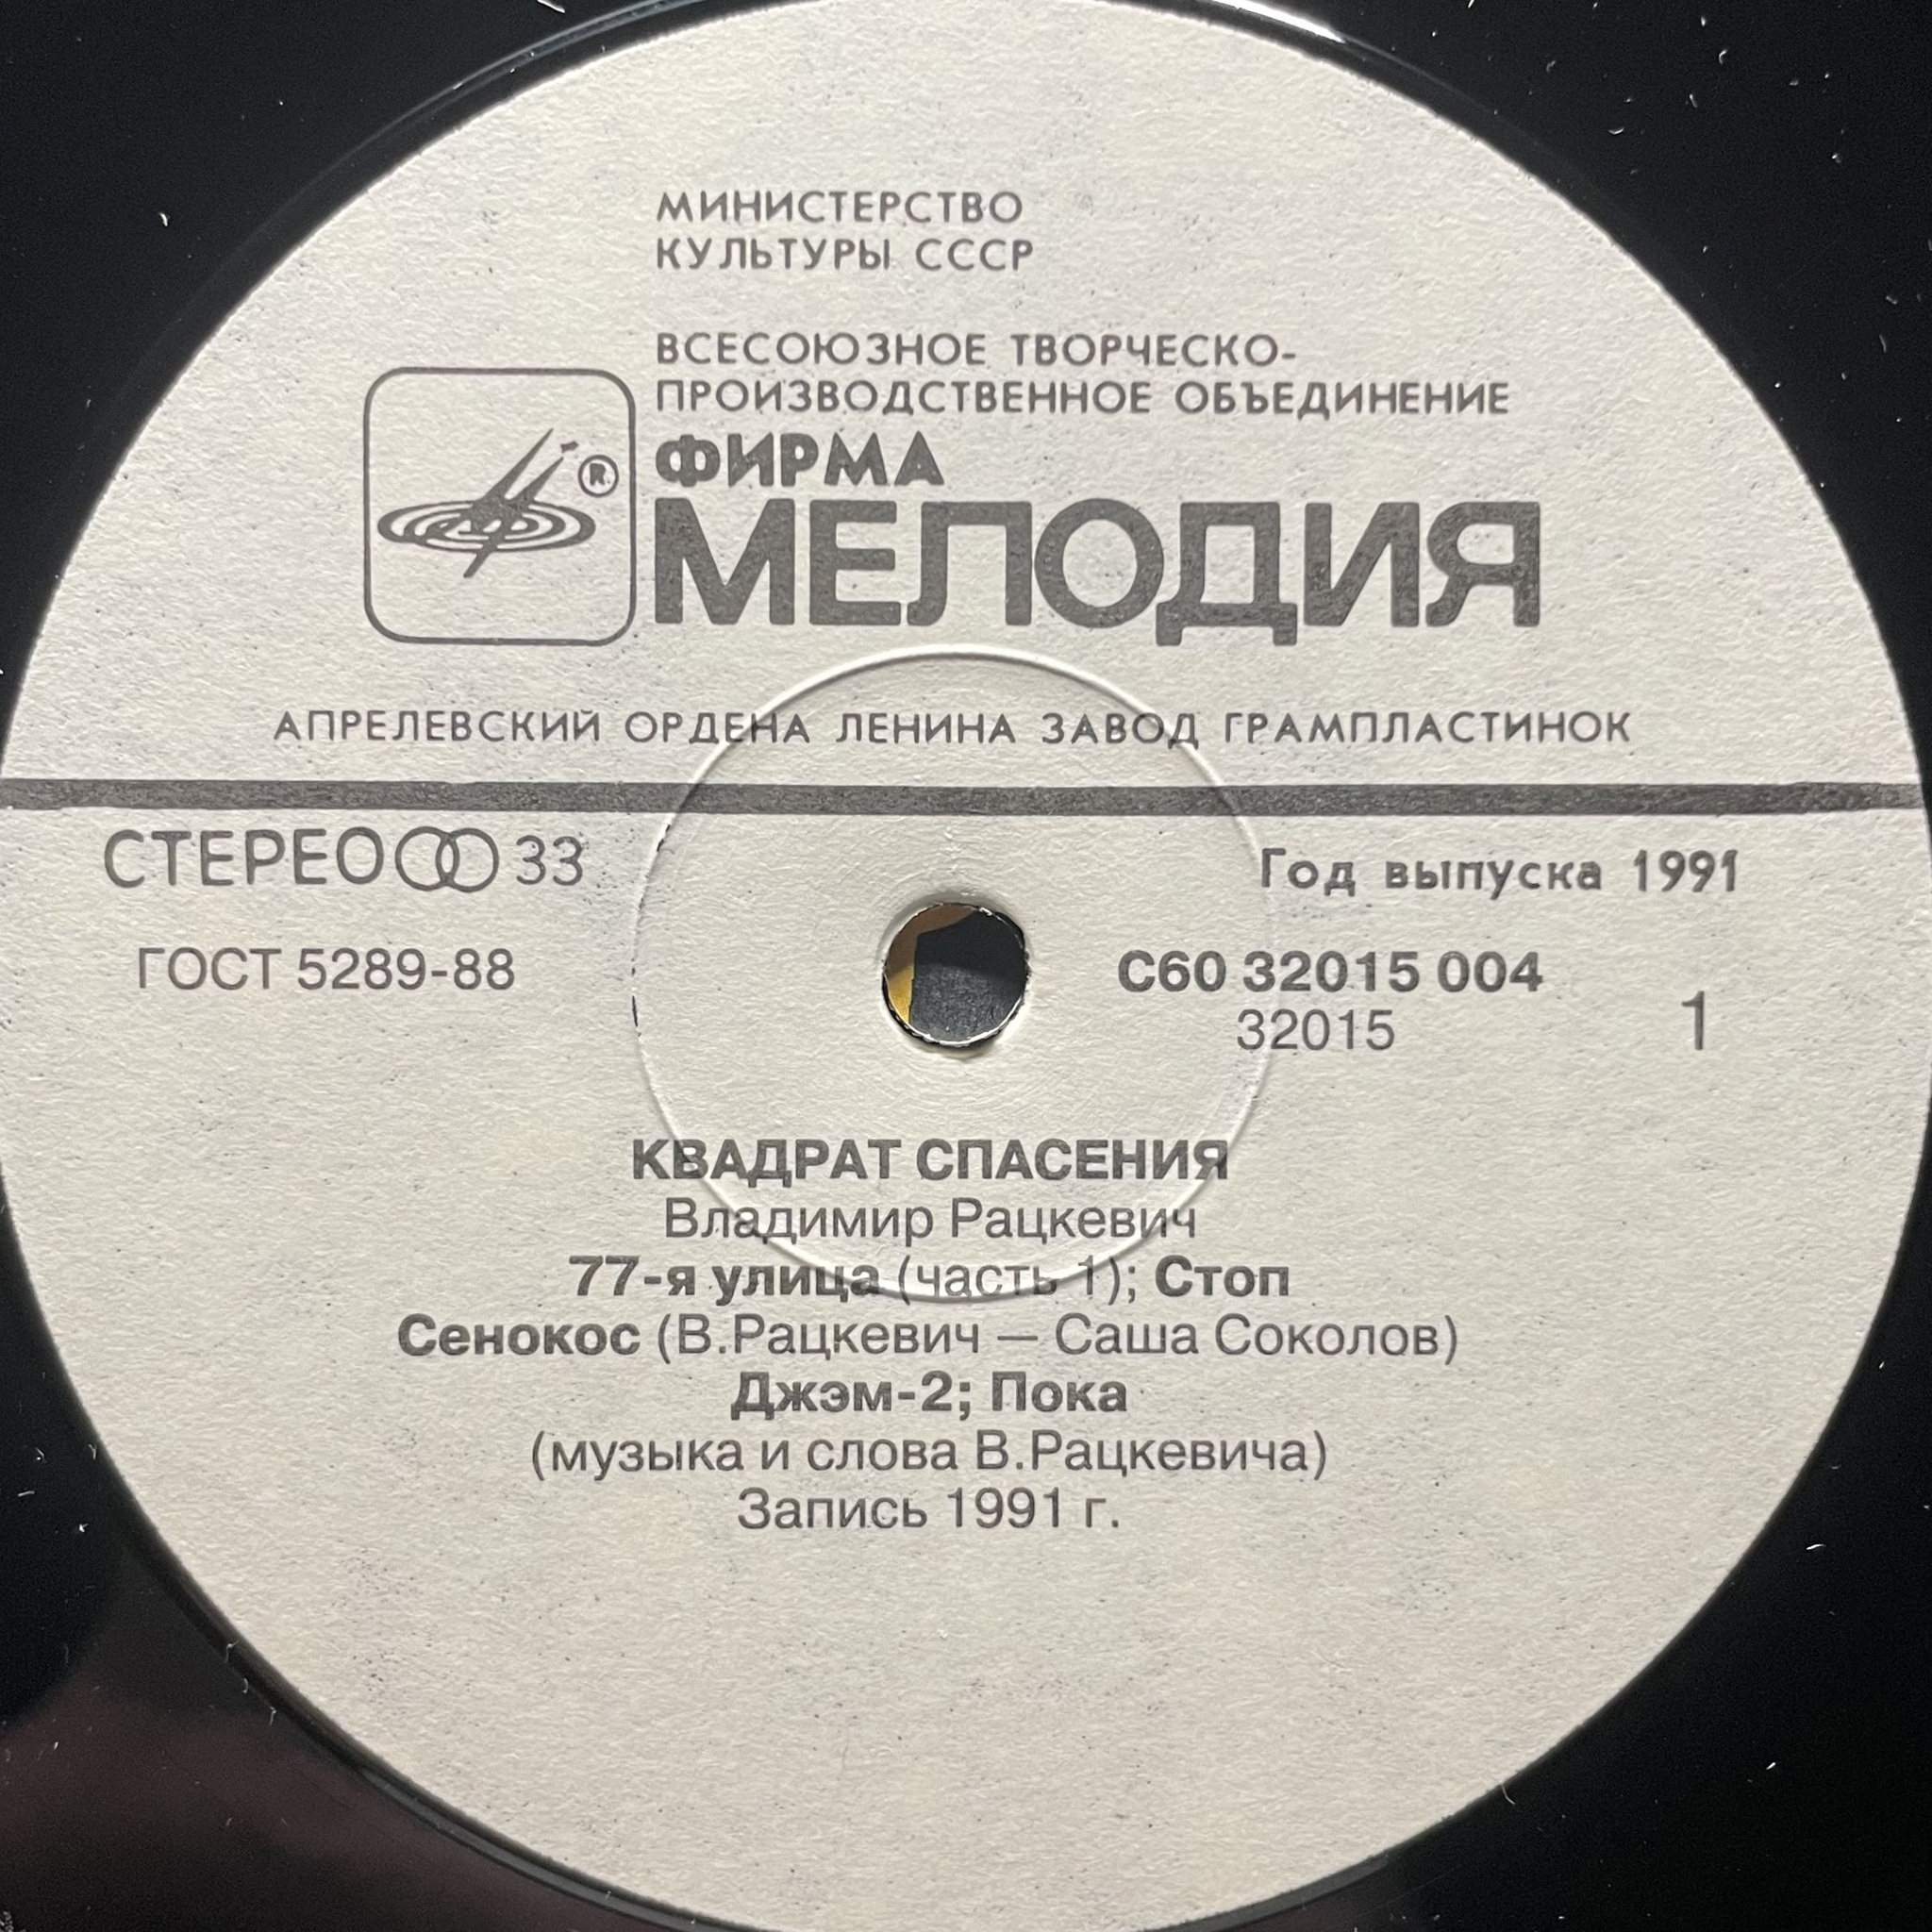 МИНИСТЕРСТВО
КУЛЬТУРЫ СССР
ВСЕСОЮЗНОЕ ТВОРЧЕСКО-
ПРОИЗВОДСТВЕННОЕ ОБЪЕДИНЕНИЕ
ФИРМА
®
МЕЛОДИЯ
АПРЕЛЕВСКИЙ ОРДЕНА ЛЕНИНА ЗАВОД ГРАМПЛАСТИНОК
СТЕРЕО 33
Год выпуска 1991
ГОСТ 5289-88
С60 32015 004
32015
1
КВАДРАТ СПАСЕНИЯ
Владимир Рацкевич
77-я улица (часть 1); Стоп
Сенокос (В.Рацкевич — Саша Соколов)
Джэм-2; Пока
(музыка и слова В.Рацкевича)
Запись 1991 г.